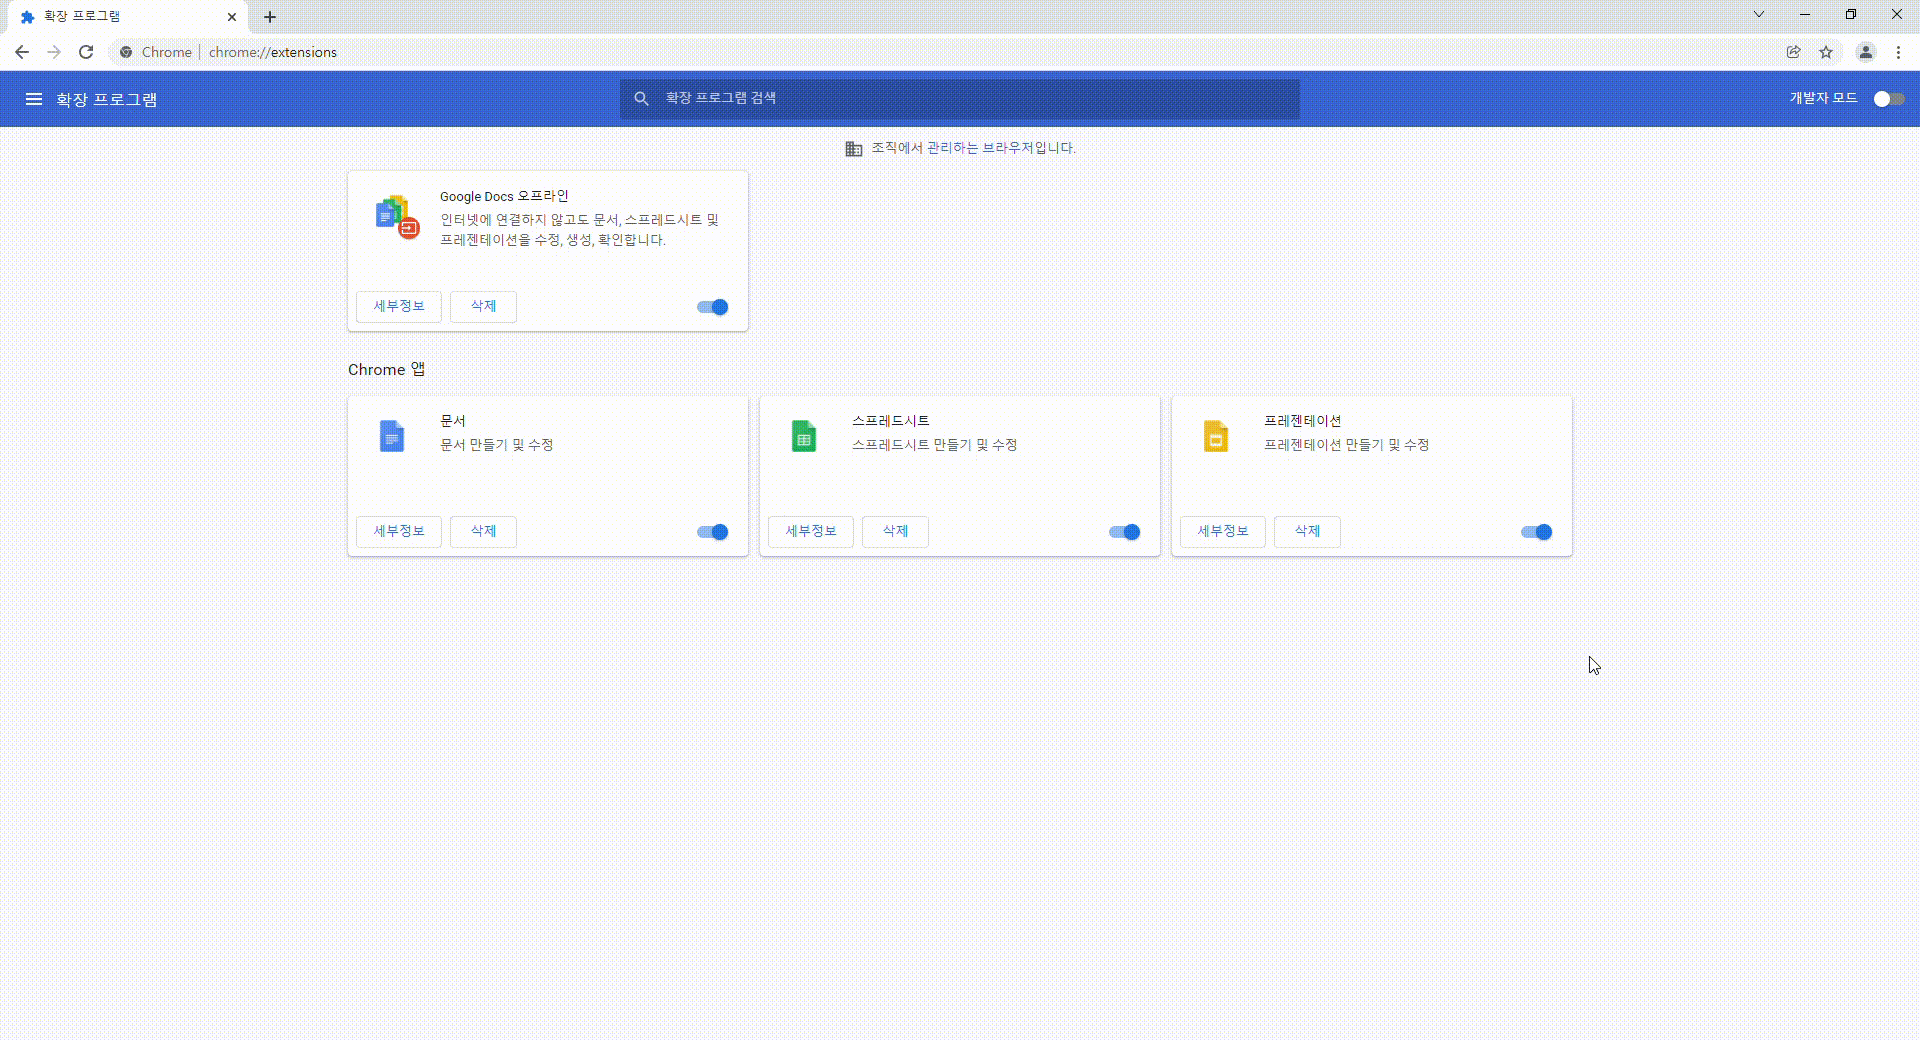 확장 프로그램
Chrome | chrome://extensions
확장 프로그램
확장 프로그램 검색
개발자 모드
조직에서 관리하는 브라우저입니다.
Google Docs 오프라인
인터넷에 연결하지 않고도 문서, 스프레드시트 및
프레젠테이션을 수정, 생성, 확인합니다.
세부정보 삭제
Chrome 앱
문서
문서 만들기 및 수정
세부정보 삭제
스프레드시트
스프레드시트 만들기 및 수정
세부정보 삭제
프레젠테이션
프레젠테이션 만들기 및 수정
세부정보 삭제